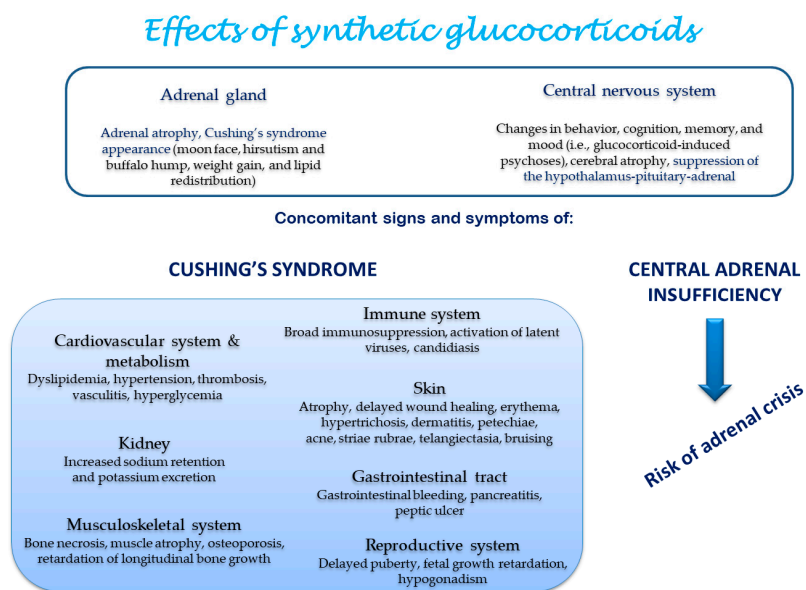 Effects of synthetic glucocorticoids
Adrenal gland
Adrenal atrophy, Cushing's syndrome
appearance (moon face, hirsutism and
buffalo hump, weight gain, and lipid
redistribution)
Central nervous system
Changes in behavior, cognition, memory, and
mood (i.e., glucocorticoid-induced
psychoses), cerebral atrophy, suppression of
the hypothalamus-pituitary-adrenal
Concomitant signs and symptoms of:
CUSHING'S SYNDROME
Cardiovascular system &
metabolism
Dyslipidemia, hypertension, thrombosis,
vasculitis, hyperglycemia
Kidney
Increased sodium retention
and potassium excretion
Musculoskeletal system
Bone necrosis, muscle atrophy, osteoporosis,
retardation of longitudinal bone growth
Immune system
Broad immunosuppression, activation of latent
viruses, candidiasis
Skin
Atrophy, delayed wound healing, erythema,
hypertrichosis, dermatitis, petechiae,
acne, striae rubrae, telangiectasia, bruising
Gastrointestinal tract
Gastrointestinal bleeding, pancreatitis,
peptic ulcer
Reproductive system
Delayed puberty, fetal growth retardation,
hypogonadism
CENTRAL ADRENAL
INSUFFICIENCY
Risk of adrenal crisis